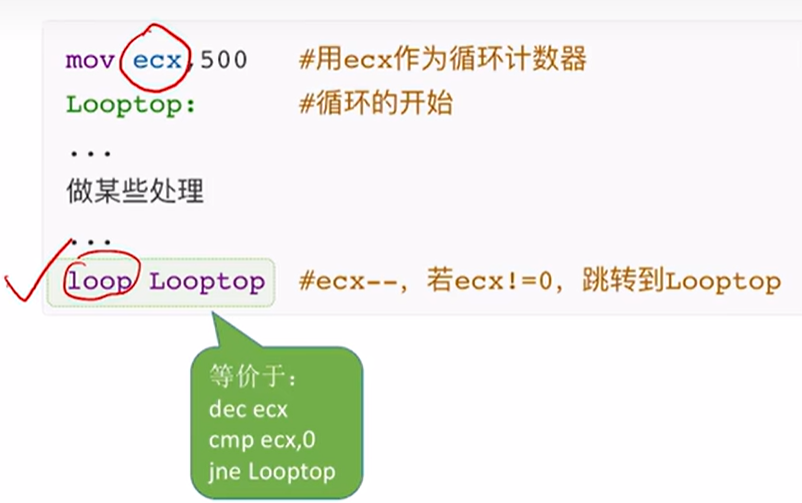 mov ecx,500 #用ecx作为循环计数器
Looptop: #循环的开始
...
做某些处理
...
loop Looptop #ecx--，若ecx!=0，跳转到Looptop
等价于：
dec ecx
cmp ecx,0
jne Looptop